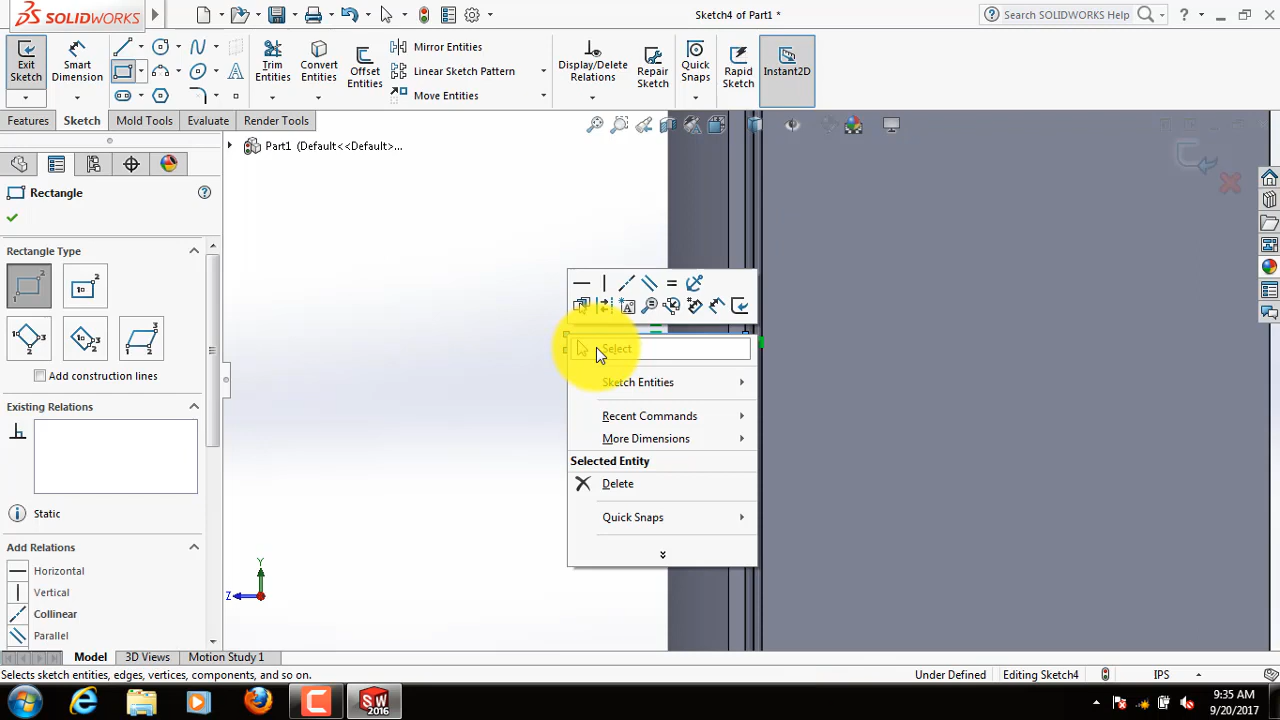 SOLIDWORKS
Sketch4 of Part1 *
Search SOLIDWORKS Help
Exit Sketch
Smart Dimension
Trim Entities
Convert Entities
Offset Entities
Mirror Entities
Linear Sketch Pattern
Move Entities
Display/Delete Relations
Repair Sketch
Quick Snaps
Rapid Sketch
Instant2D
Features
Sketch
Mold Tools
Evaluate
Render Tools
Part1 (Default<<Default>...
Rectangle
Rectangle Type
Add construction lines
Existing Relations
Static
Add Relations
Horizontal
Vertical
Collinear
Parallel
Select
Sketch Entities
Recent Commands
More Dimensions
Selected Entity
Delete
Quick Snaps
Y
Z
Model
3D Views
Motion Study 1
Selects sketch entities, edges, vertices, components, and so on.
Under Defined
Editing Sketch4
IPS
SW
2016
9:35 AM
9/20/2017